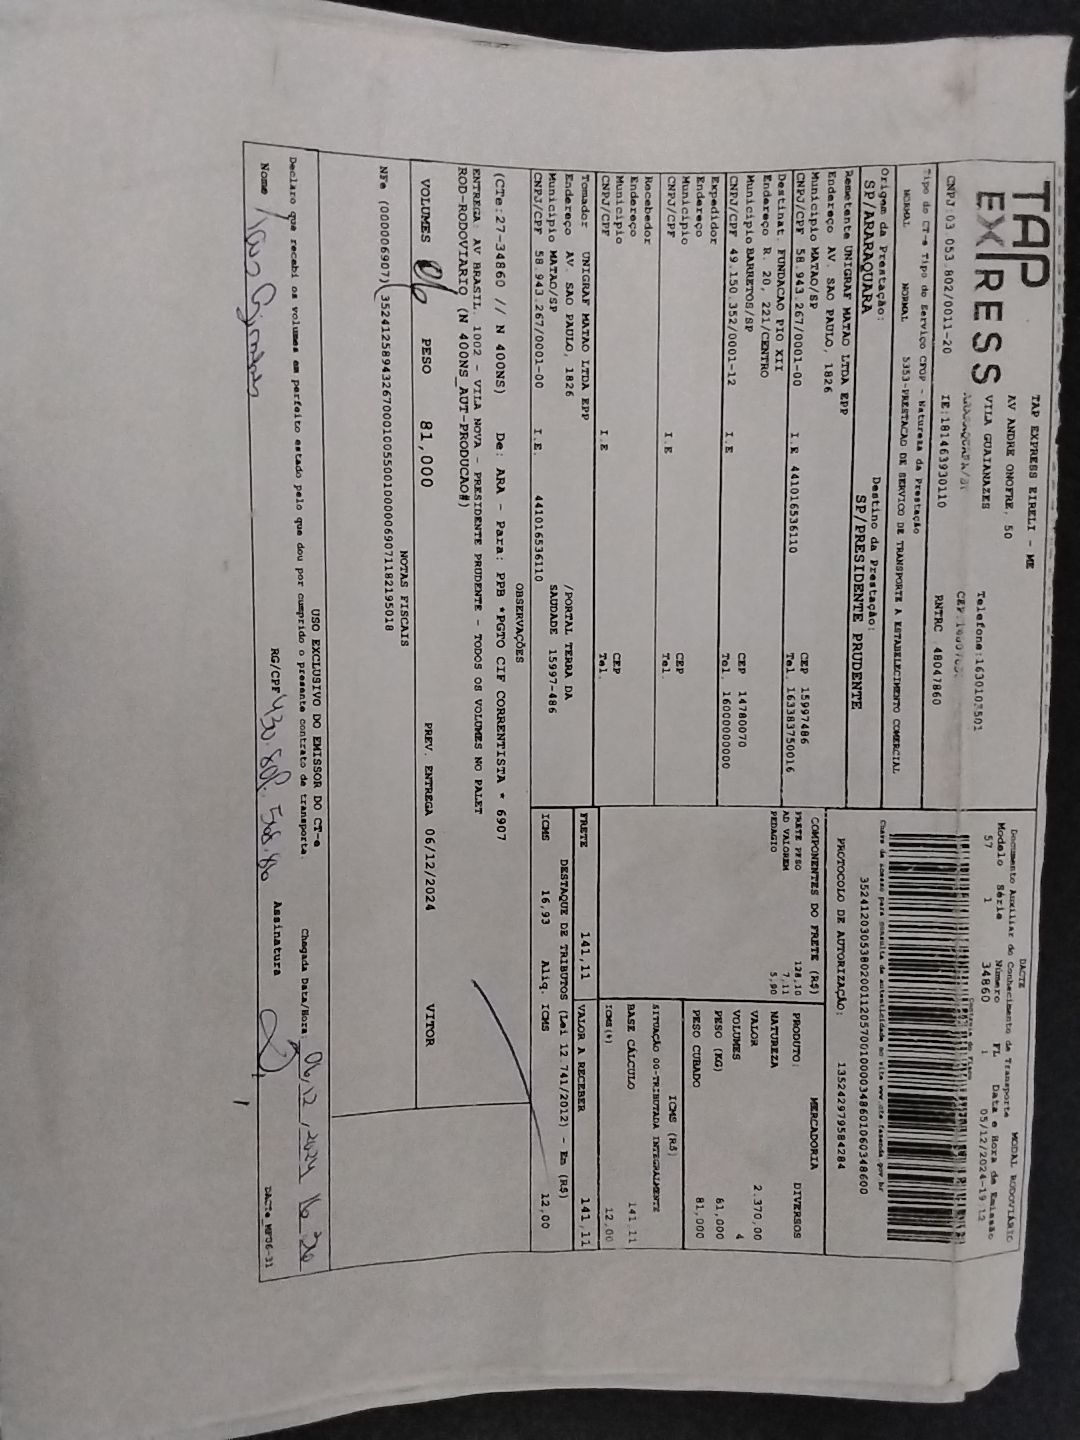 TAP
EXPRESS
TAP EXPRESS EIRELI - ME
AV ANDRE ONOFRE, 50
VILA GUAIANAZES
Telefone:1630103501
CNPJ:03.053.802/0011-20 IE:181463930110 RNTRC 48047860
DACTE MODAL RODOVIÁRIO
Documento Auxiliar do Conhecimento de Transporte
Modelo Série Número FL Data e Hora de Emissão
57 1 34860 1 05/12/2024-19:12
Controle do Fisco
Chave de acesso para consulta de autenticidade no site www.cte.fazenda.gov.br
35241203053802001120570010000348601060348600
PROTOCOLO DE AUTORIZAÇÃO: 135242979584284
Tipo do CT-e Tipo do Serviço CFOP - Natureza da Prestação
NORMAL NORMAL 5353-PRESTACAO DE SERVICO DE TRANSPORTE A ESTABELECIMENTO COMERCIAL
Origem da Prestação: Destino da Prestação:
SP/ARARAQUARA SP/PRESIDENTE PRUDENTE
Remetente UNIGRAF MATAO LTDA EPP
Endereço AV. SAO PAULO, 1826
Município MATAO/SP CEP 15997486
CNPJ/CPF 58.943.267/0001-00 I.E 441016536110 Tel. 163383750016
Destinat. FUNDACAO PIO XII
Endereço R. 20, 221/CENTRO
Município BARRETOS/SP CEP 14780070
CNPJ/CPF 49.150.352/0001-12 I.E Tel. 16000000000
Expedidor
Endereço
Município CEP
CNPJ/CPF I.E Tel.
Recebedor
Endereço
Município CEP
CNPJ/CPF I.E Tel.
Tomador UNIGRAF MATAO LTDA EPP
Endereço AV. SAO PAULO, 1826 /PORTAL TERRA DA
Município MATAO/SP SAUDADE 15997-486
CNPJ/CPF 58.943.267/0001-00 I.E. 441016536110
COMPONENTES DO FRETE (R$)
FRETE PESO 128,10
AD VALOREM 7,11
PEDAGIO 5,90
PRODUTO: MERCADORIA
NATUREZA DIVERSOS
VALOR 2.370,00
VOLUMES 4
PESO (KG) 81,000
PESO CUBADO 81,000
ICMS (R$)
SITUAÇÃO 00-TRIBUTADA INTEGRALMENTE
BASE CÁLCULO 141,11
ICMS(%) 12,00
FRETE 141,11 VALOR A RECEBER 141,11
DESTAQUE DE TRIBUTOS (Lei 12.741/2012) - Em (R$)
ICMS 16,93 Aliq. ICMS 12,00
OBSERVAÇÕES
(CTe:27-34860 // N 400NS) De: ARA - Para: PPB *PGTO CIF CORRENTISTA * 6907
ENTREGA: AV BRASIL, 1002 - VILA NOVA - PRESIDENTE PRUDENTE - TODOS OS VOLUMES NO PALET
ROD-RODOVIARIO (N 400NS_AUT-PRODUCAO#)
VOLUMES PESO 81,000 PREV. ENTREGA 06/12/2024 VITOR
NOTAS FISCAIS
NFe (000006907) 35241258943267000100550010000069071182195018
USO EXCLUSIVO DO EMISSOR DO CT-e
Declaro que recebi os volumes em perfeito estado pelo que dou por cumprido o presente contrato de transporte. Chegada Data/Hora: 06/12/2024 16:20
Nome RG/CPF Assinatura
DACTe_MP06-31